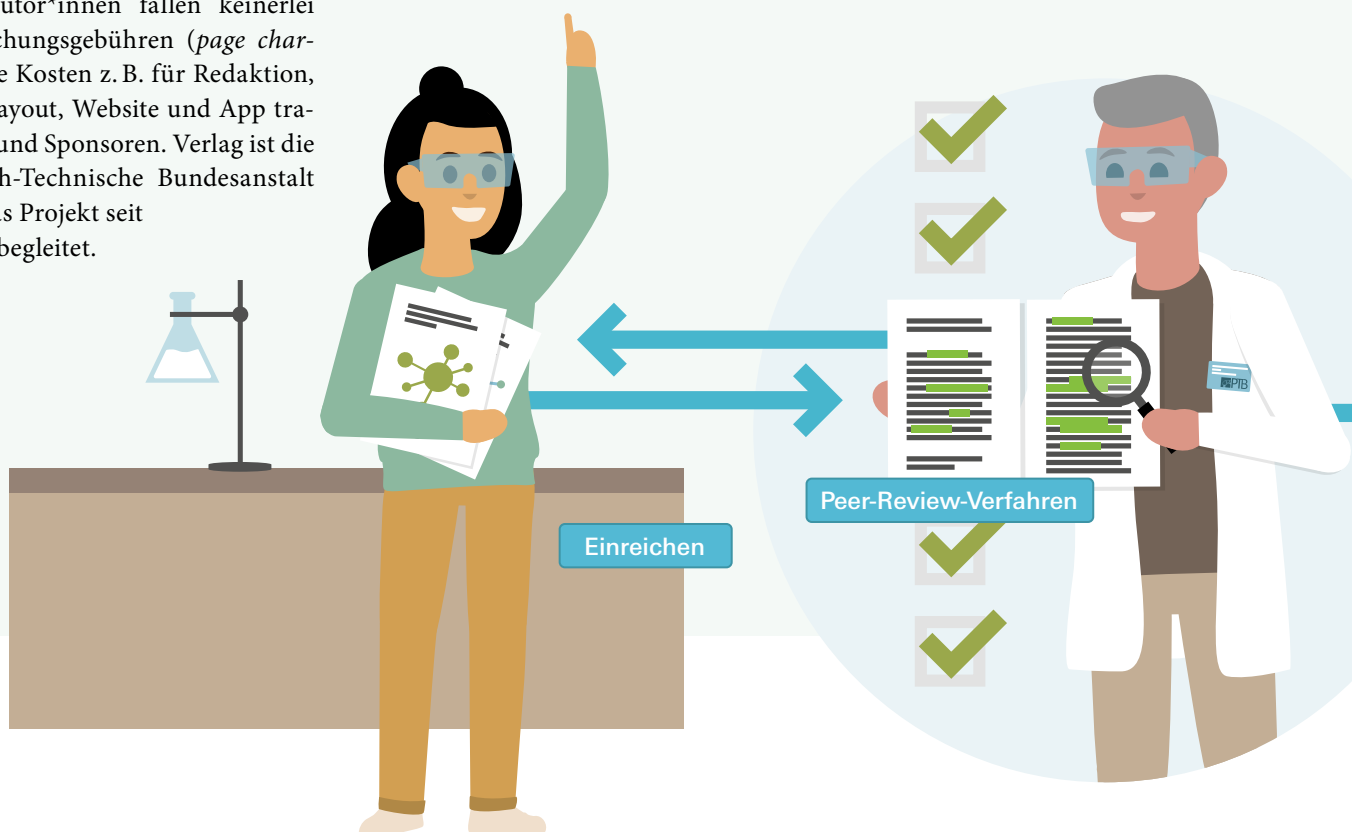 utor*innen fallen keinerlei
chungsgebühren (page char-
e Kosten z. B. für Redaktion,
ayout, Website und App tra-
und Sponsoren. Verlag ist die
h-Technische Bundesanstalt
as Projekt seit
begleitet.
PTB
Peer-Review-Verfahren
Einreichen